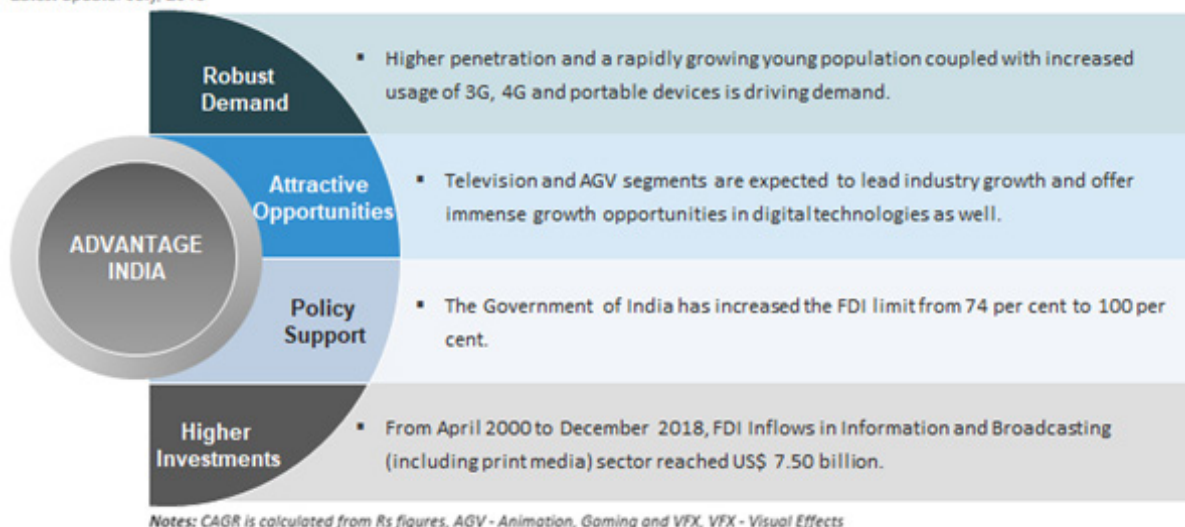 Robust
Demand
▪ Higher penetration and a rapidly growing young population coupled with increased
usage of 3G, 4G and portable devices is driving demand.
ADVANTAGE
INDIA
Attractive
Opportunities
▪ Television and AGV segments are expected to lead industry growth and offer
immense growth opportunities in digital technologies as well.
Policy
Support
▪ The Government of India has increased the FDI limit from 74 per cent to 100 per
cent.
Higher
Investments
▪ From April 2000 to December 2018, FDI Inflows in Information and Broadcasting
(including print media) sector reached US$ 7.50 billion.
Notes: CAGR is calculated from Rs figures, AGV - Animation, Gaming and VFX, VFX - Visual Effects